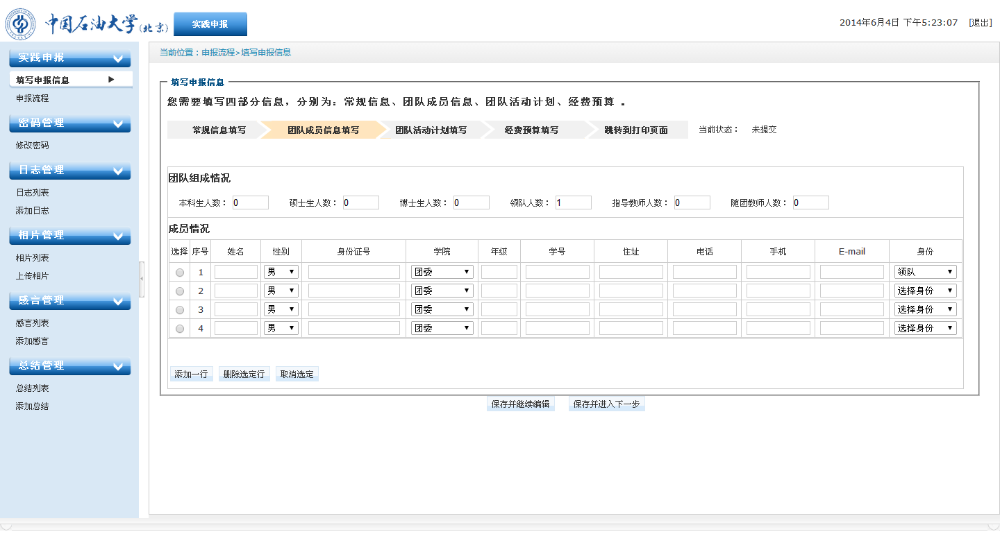 中国石油大学(北京)
实践申报
2014年6月4日 下午5:23:07 [退出]
实践申报
填写申报信息
申报流程
密码管理
修改密码
日志管理
日志列表
添加日志
相片管理
相片列表
上传相片
感言管理
感言列表
添加感言
总结管理
总结列表
添加总结
当前位置：申报流程>填写申报信息
填写申报信息
您需要填写四部分信息，分别为：常规信息、团队成员信息、团队活动计划、经费预算 。
常规信息填写 团队成员信息填写 团队活动计划填写 经费预算填写 跳转到打印页面 当前状态： 未提交
团队组成情况
本科生人数： 0 硕士生人数： 0 博士生人数： 0 领队人数： 1 指导教师人数： 0 随团教师人数： 0
成员情况
选择 序号 姓名 性别 身份证号 学院 年级 学号 住址 电话 手机 E-mail 身份
1 男 团委 领队
2 男 团委 选择身份
3 男 团委 选择身份
4 男 团委 选择身份
添加一行 删除选定行 取消选定
保存并继续编辑 保存并进入下一步